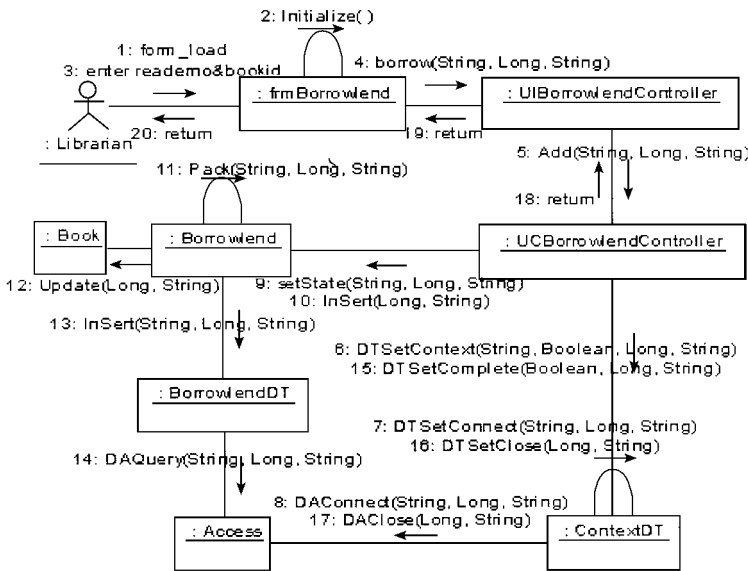 2: Initialize()
1: form_load
3: enter readerno&bookid
4: borrow(String, Long, String)
: frmBorrowlend
: UIBorrowlendController
20: return
19: return
: Librarian
5: Add(String, Long, String)
11: Pack(String, Long, String)
18: return
: Book
: Borrowlend
: UCBorrowlendController
12: Update(Long, String)
9: setState(String, Long, String)
10: InSert(Long, String)
13: InSert(String, Long, String)
6: DTSetContext(String, Boolean, Long, String)
15: DTSetComplete(Boolean, Long, String)
: BorrowlendDT
7: DTSetConnect(String, Long, String)
16: DTSetClose(Long, String)
14: DAQuery(String, Long, String)
8: DAConnect(String, Long, String)
17: DAClose(Long, String)
: Access
: ContextDT